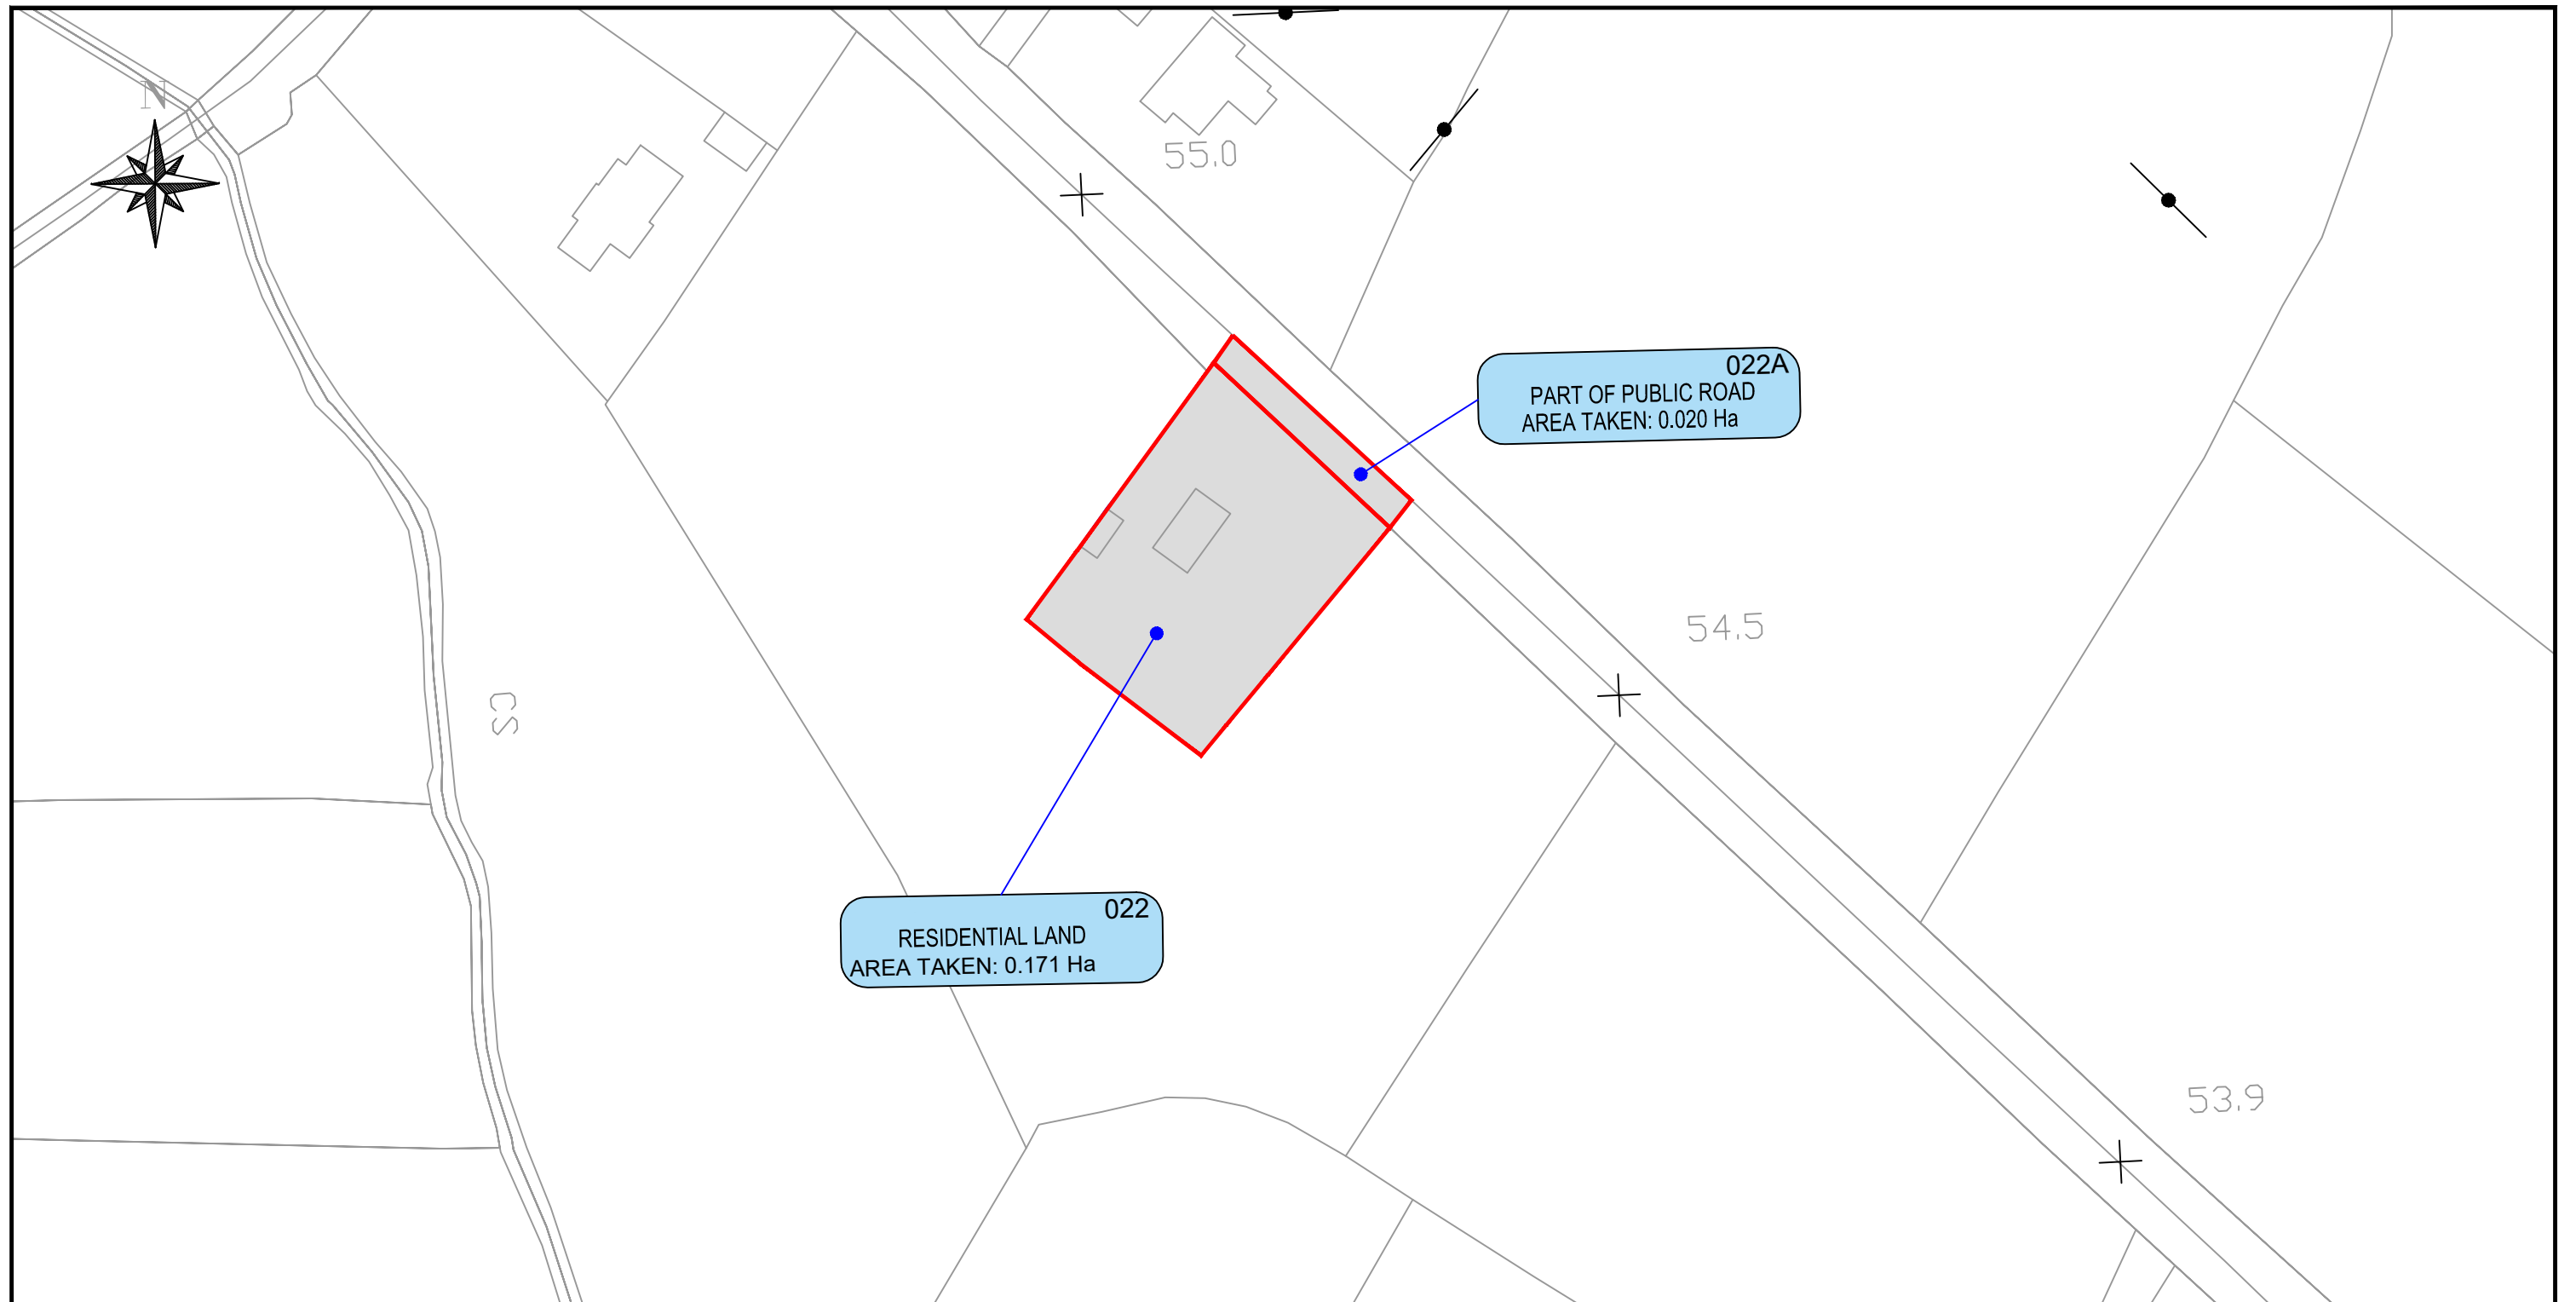 N
55.0
022A
PART OF PUBLIC ROAD
AREA TAKEN: 0.020 Ha
54.5
CS
022
RESIDENTIAL LAND
AREA TAKEN: 0.171 Ha
53.9